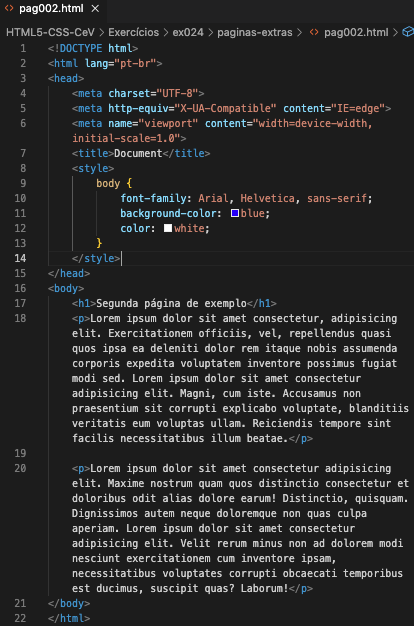 pag002.html
HTML5-CSS-CeV > Exercícios > ex024 > paginas-extras > <> pag002.html >
1 <!DOCTYPE html>
2 <html lang="pt-br">
3 <head>
4 <meta charset="UTF-8">
5 <meta http-equiv="X-UA-Compatible" content="IE=edge">
6 <meta name="viewport" content="width=device-width,
initial-scale=1.0">
7 <title>Document</title>
8 <style>
9 body {
10 font-family: Arial, Helvetica, sans-serif;
11 background-color: blue;
12 color: white;
13 }
14 </style>
15 </head>
16 <body>
17 <h1>Segunda página de exemplo</h1>
18 <p>Lorem ipsum dolor sit amet consectetur, adipisicing
elit. Exercitationem officiis, vel, repellendus quasi
quos ipsa ea deleniti dolor rem itaque nobis assumenda
corporis expedita voluptatem inventore possimus fugiat
modi sed. Lorem ipsum dolor sit amet consectetur
adipisicing elit. Magni, cum iste. Accusamus non
praesentium sit corrupti explicabo voluptate, blanditiis
veritatis eum voluptas ullam. Reiciendis tempore sint
facilis necessitatibus illum beatae.</p>
19
20 <p>Lorem ipsum dolor sit amet consectetur adipisicing
elit. Maxime nostrum quam quos distinctio consectetur et
doloribus odit alias dolore earum! Distinctio, quisquam.
Dignissimos autem neque doloremque non quas culpa
aperiam. Lorem ipsum dolor sit amet consectetur
adipisicing elit. Velit rerum minus non ad dolorem modi
nesciunt exercitationem cum inventore ipsam,
necessitatibus voluptates corrupti obcaecati temporibus
est ducimus, suscipit quas? Laborum!</p>
21 </body>
22 </html>